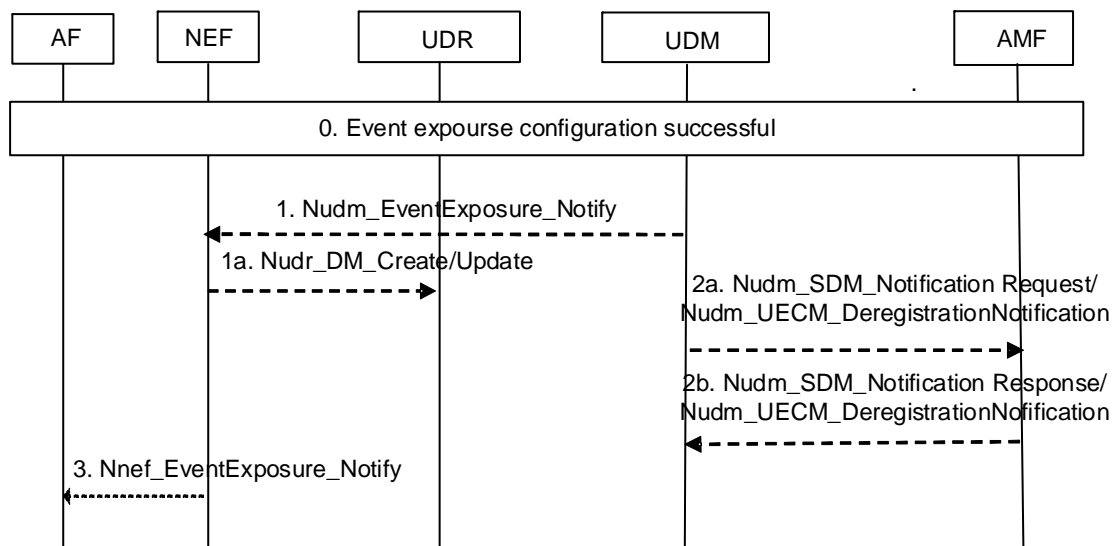 AF
NEF
UDR
UDM
AMF
.
0. Event expourse configuration successful
1. Nudm_EventExposure_Notify
1a. Nudr_DM_Create/Update
2a. Nudm_SDM_Notification Request/
Nudm_UECM_DeregistrationNotification
2b. Nudm_SDM_Notification Response/
Nudm_UECM_DeregistrationNofification
3. Nnef_EventExposure_Notify